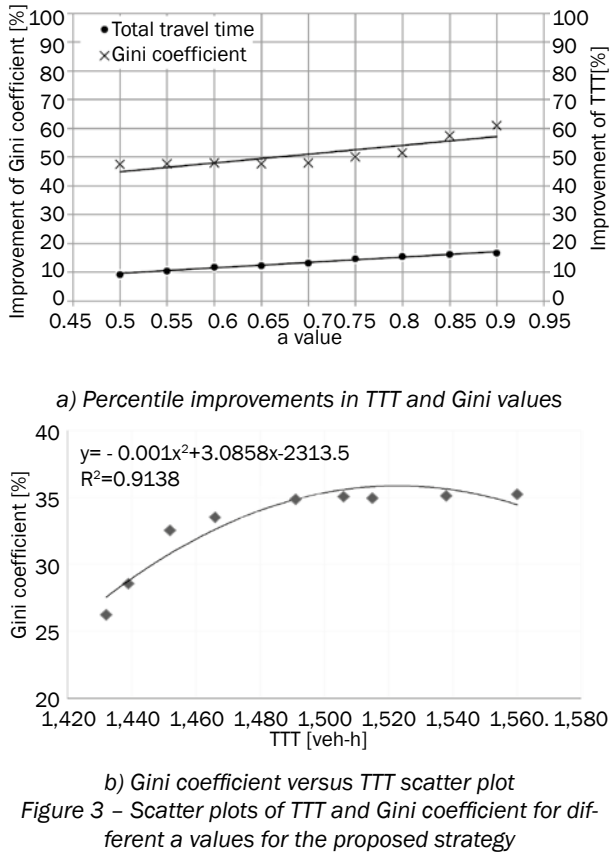 Improvement of Gini coefficient [%]
100
90
80
70
60
50
40
30
20
10
0
Total travel time
Gini coefficient
100
90
80
70
60
50
40
30
20
10
0
Improvement of TTT[%]
0.45 0.5 0.55 0.6 0.65 0.70 0.75 0.8 0.85 0.9 0.95
a value
a) Percentile improvements in TTT and Gini values
Gini coefficient [%]
40
35
30
25
20
y= - 0.001x²+3.0858x-2313.5
R²=0.9138
1,420 1,440 1,460 1,480 1,500 1,520 1,540 1,560. 1,580
TTT [veh-h]
b) Gini coefficient versus TTT scatter plot
Figure 3 – Scatter plots of TTT and Gini coefficient for dif-
ferent a values for the proposed strategy